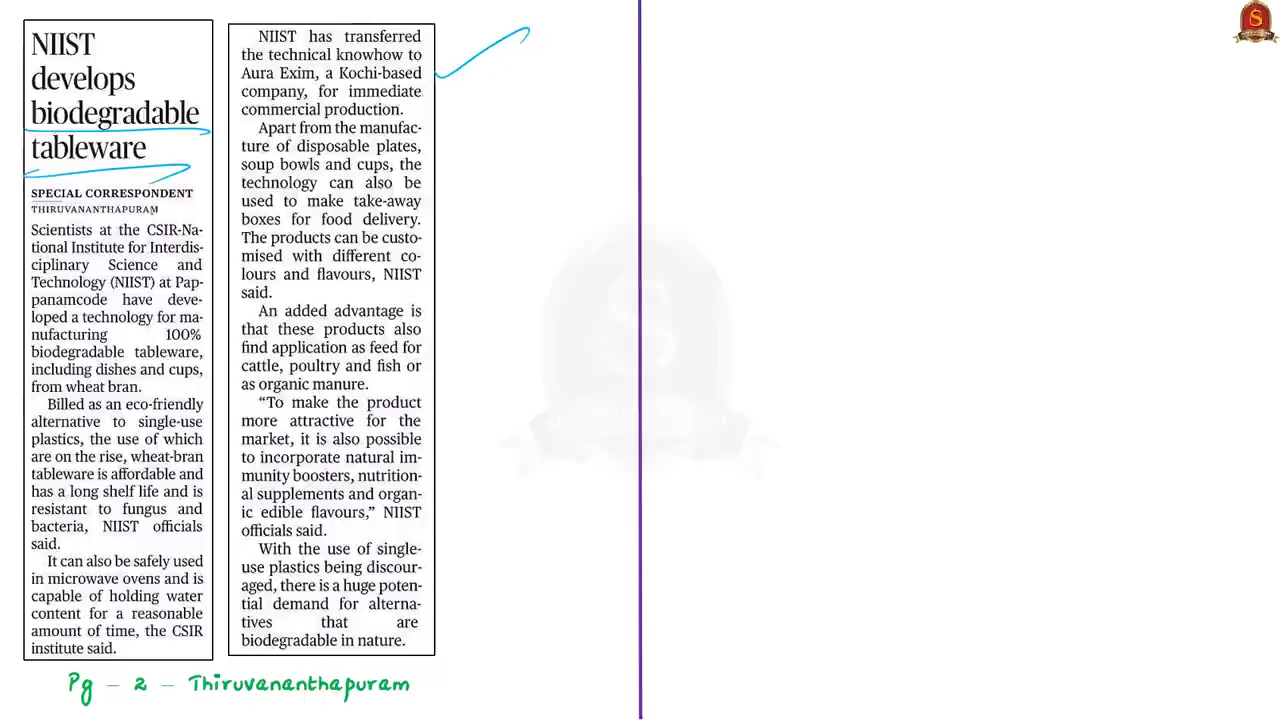 NIIST
develops
biodegradable
tableware
SPECIAL CORRESPONDENT
THIRUVANANTHAPURAM
Scientists at the CSIR-Na-
tional Institute for Interdis-
ciplinary Science and
Technology (NIIST) at Pap-
panamcode have deve-
loped a technology for ma-
nufacturing 100%
biodegradable tableware,
including dishes and cups,
from wheat bran.
Billed as an eco-friendly
alternative to single-use
plastics, the use of which
are on the rise, wheat-bran
tableware is affordable and
has a long shelf life and is
resistant to fungus and
bacteria, NIIST officials
said.
It can also be safely used
in microwave ovens and is
capable of holding water
content for a reasonable
amount of time, the CSIR
institute said.
NIIST has transferred
the technical knowhow to
Aura Exim, a Kochi-based
company, for immediate
commercial production.
Apart from the manufac-
ture of disposable plates,
soup bowls and cups, the
technology can also be
used to make take-away
boxes for food delivery.
The products can be custo-
mised with different co-
lours and flavours, NIIST
said.
An added advantage is
that these products also
find application as feed for
cattle, poultry and fish or
as organic manure.
“To make the product
more attractive for the
market, it is also possible
to incorporate natural im-
munity boosters, nutrition-
al supplements and organ-
ic edible flavours,” NIIST
officials said.
With the use of single-
use plastics being discour-
aged, there is a huge poten-
tial demand for alterna-
tives that are
biodegradable in nature.
Pg - 2 - Thiruvananthapuram
S